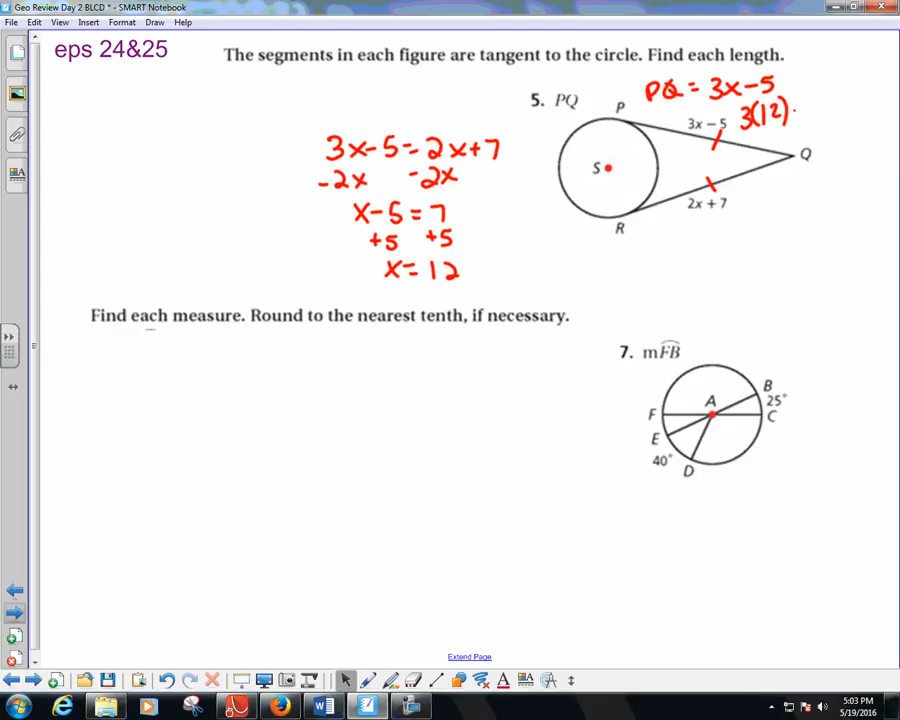 Geo Review Day 2 BLCD * - SMART Notebook
File Edit View Insert Format Draw Help
eps 24&25
The segments in each figure are tangent to the circle. Find each length.
5. PQ
PQ = 3x-5
3(12) -
P
3x - 5
Q
S
2x + 7
R
3x-5=2x+7
-2x -2x
x-5=7
+5 +5
x=12
Find each measure. Round to the nearest tenth, if necessary.
7. mFB
B
25°
A
F
C
E
40°
D
Extend Page
5:03 PM
5/19/2016